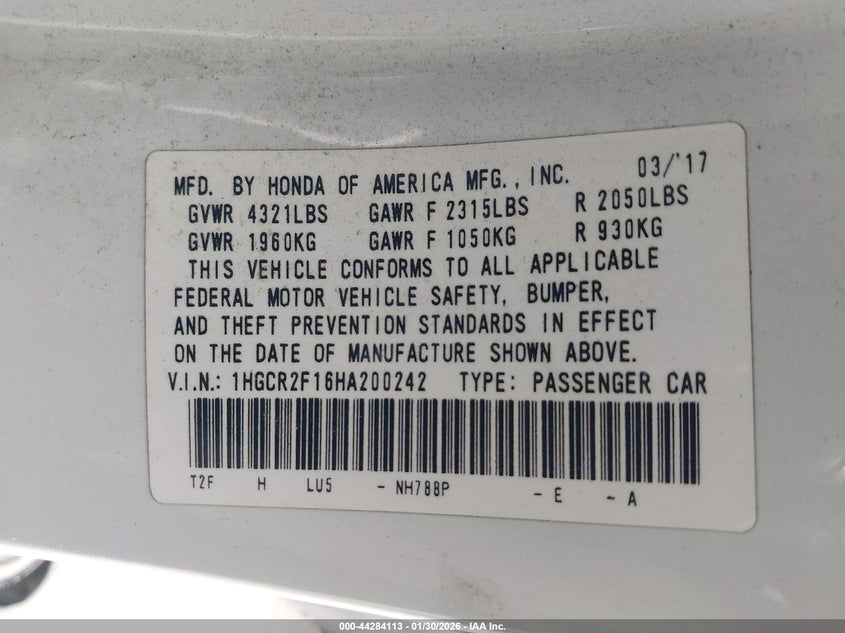 MFD. BY HONDA OF AMERICA MFG., INC. 03/'17
GVWR 4321LBS GAWR F 2315LBS R 2050LBS
GVWR 1960KG GAWR F 1050KG R 930KG
THIS VEHICLE CONFORMS TO ALL APPLICABLE
FEDERAL MOTOR VEHICLE SAFETY, BUMPER,
AND THEFT PREVENTION STANDARDS IN EFFECT
ON THE DATE OF MANUFACTURE SHOWN ABOVE.
V.I.N.: 1HGCR2F16HA200242 TYPE: PASSENGER CAR
T2F H LU5 - NH788P - E - A
000-44284113 - 01/30/2026 - IAA Inc.